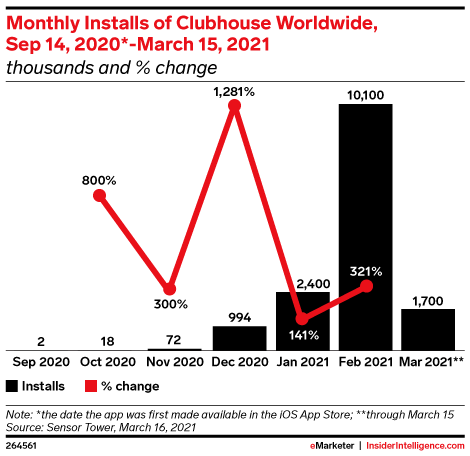 Monthly Installs of Clubhouse Worldwide,
Sep 14, 2020*-March 15, 2021
thousands and % change
1,281%
10,100
800%
300%
2,400
321%
141%
994
1,700
2
18
72
Sep 2020 Oct 2020 Nov 2020 Dec 2020 Jan 2021 Feb 2021 Mar 2021**
Installs % change
Note: *the date the app was first made available in the iOS App Store; **through March 15
Source: Sensor Tower, March 16, 2021
264561 eMarketer | InsiderIntelligence.com